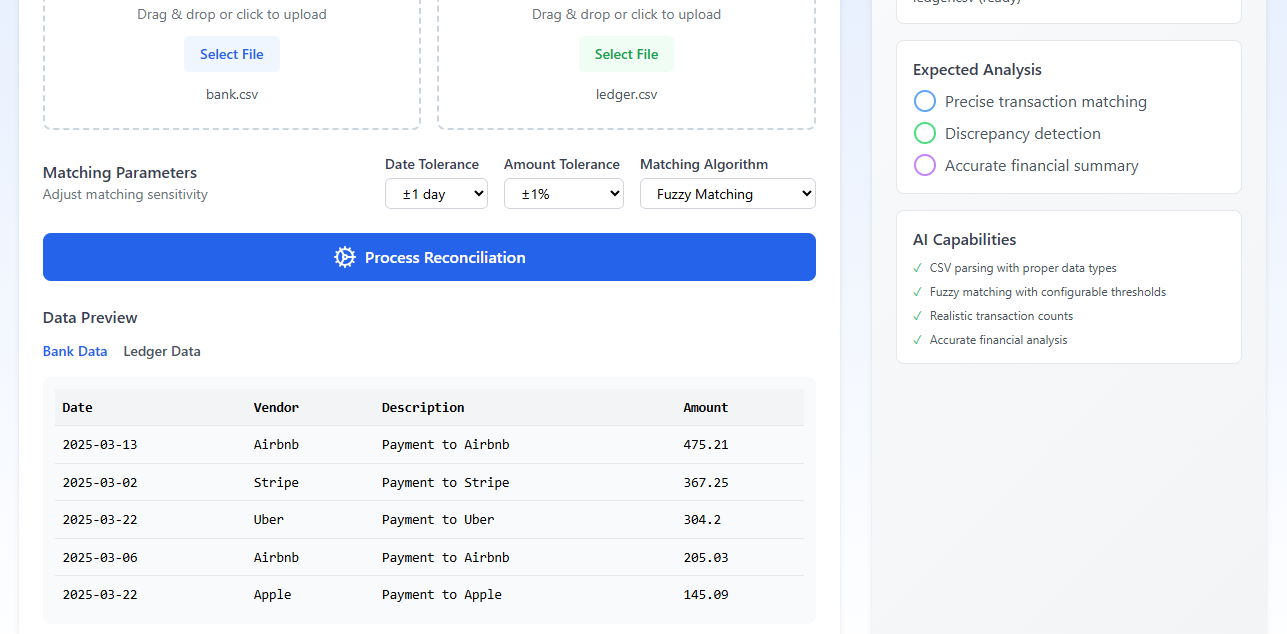 Drag & drop or click to upload
Select File
bank.csv
Drag & drop or click to upload
Select File
ledger.csv
Matching Parameters
Adjust matching sensitivity
Date Tolerance
±1 day
Amount Tolerance
±1%
Matching Algorithm
Fuzzy Matching
Process Reconciliation
Data Preview
Bank Data Ledger Data
Date Vendor Description Amount
2025-03-13 Airbnb Payment to Airbnb 475.21
2025-03-02 Stripe Payment to Stripe 367.25
2025-03-22 Uber Payment to Uber 304.2
2025-03-06 Airbnb Payment to Airbnb 205.03
2025-03-22 Apple Payment to Apple 145.09
Expected Analysis
Precise transaction matching
Discrepancy detection
Accurate financial summary
AI Capabilities
✓ CSV parsing with proper data types
✓ Fuzzy matching with configurable thresholds
✓ Realistic transaction counts
✓ Accurate financial analysis